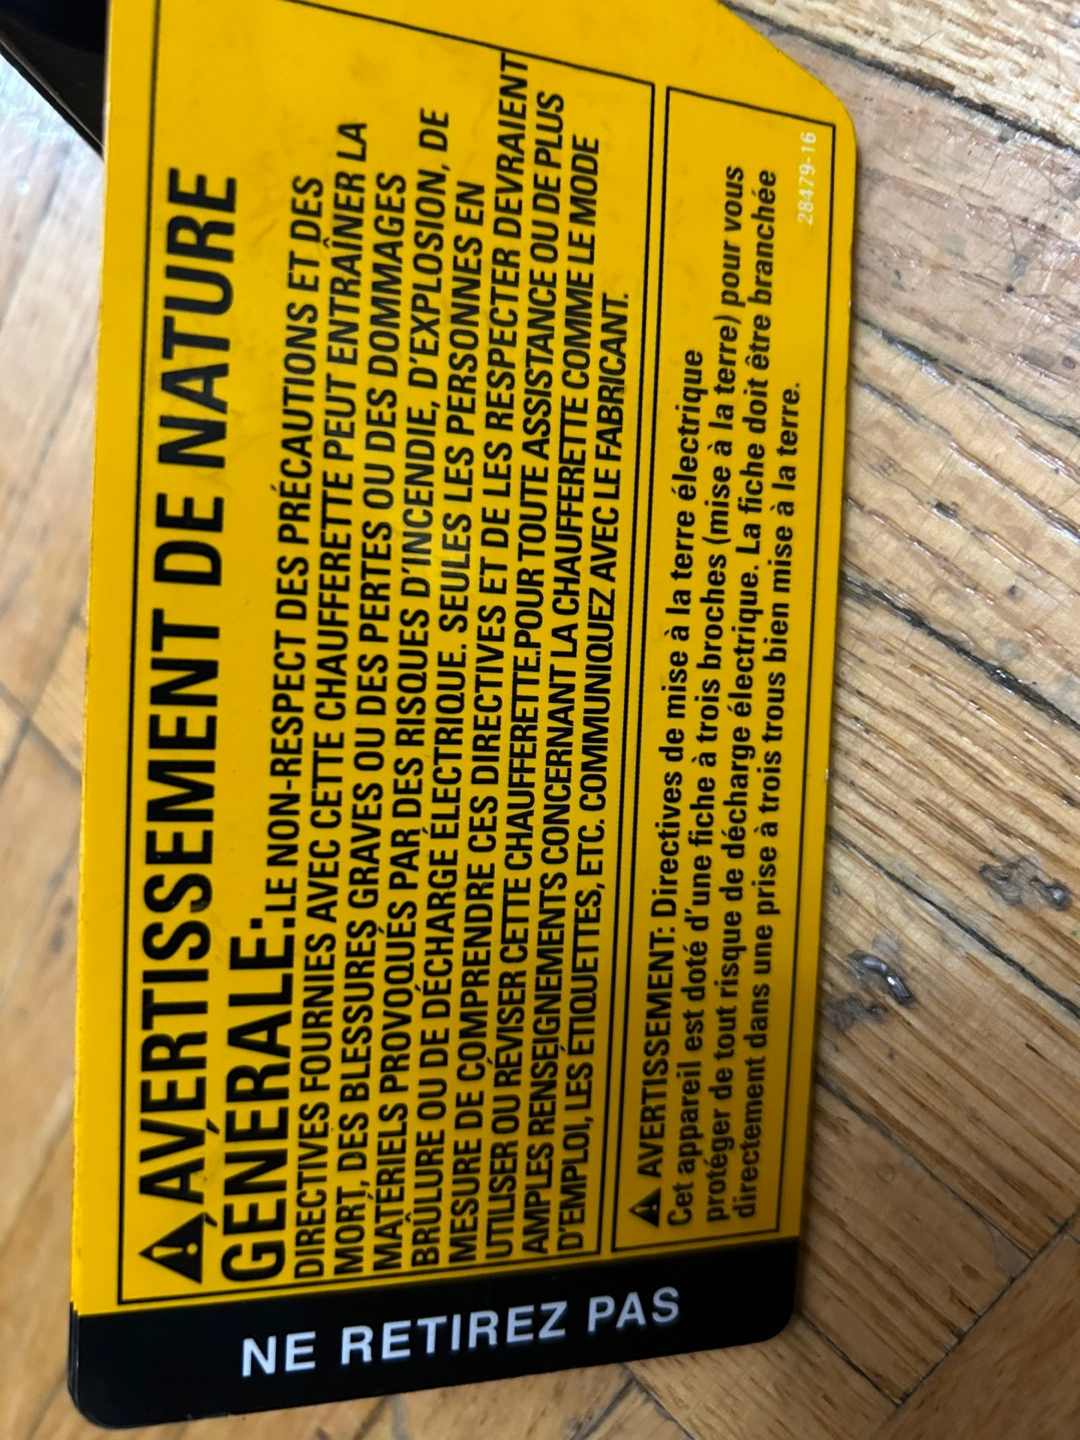 AVERTISSEMENT DE NATURE
GÉNÉRALE: LE NON-RESPECT DES PRÉCAUTIONS ET DES
DIRECTIVES FOURNIES AVEC CETTE CHAUFFERETTE PEUT ENTRAÎNER LA
MORT, DES BLESSURES GRAVES OU DES PERTES OU DES DOMMAGES
MATÉRIELS PROVOQUÉS PAR DES RISQUES D'INCENDIE, D'EXPLOSION, DE
BRÛLURE OU DE DÉCHARGE ÉLECTRIQUE. SEULES LES PERSONNES EN
MESURE DE COMPRENDRE CES DIRECTIVES ET DE LES RESPECTER DEVRAIENT
UTILISER OU RÉVISER CETTE CHAUFFERETTE.POUR TOUTE ASSISTANCE OU DE PLUS
AMPLES RENSEIGNEMENTS CONCERNANT LA CHAUFFERETTE COMME LE MODE
D'EMPLOI, LES ÉTIQUETTES, ETC. COMMUNIQUEZ AVEC LE FABRICANT.
AVERTISSEMENT: Directives de mise à la terre électrique
Cet appareil est doté d'une fiche à trois broches (mise à la terre) pour vous
protéger de tout risque de décharge électrique. La fiche doit être branchée
directement dans une prise à trois trous bien mise à la terre.
28479-16
NE RETIREZ PAS